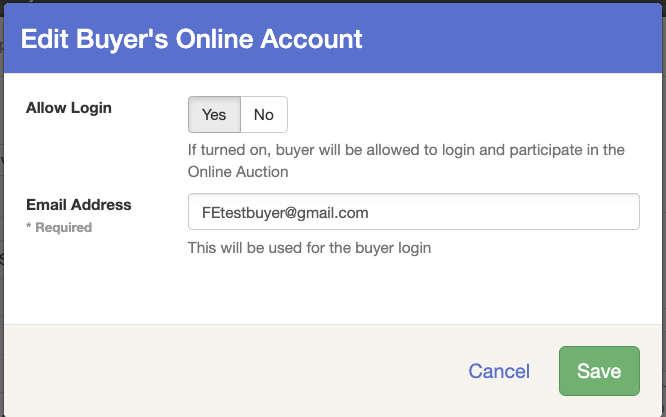 Edit Buyer's Online Account
Allow Login
Yes No
If turned on, buyer will be allowed to login and participate in the
Online Auction
Email Address
* Required
FEtestbuyer@gmail.com
This will be used for the buyer login
Cancel Save